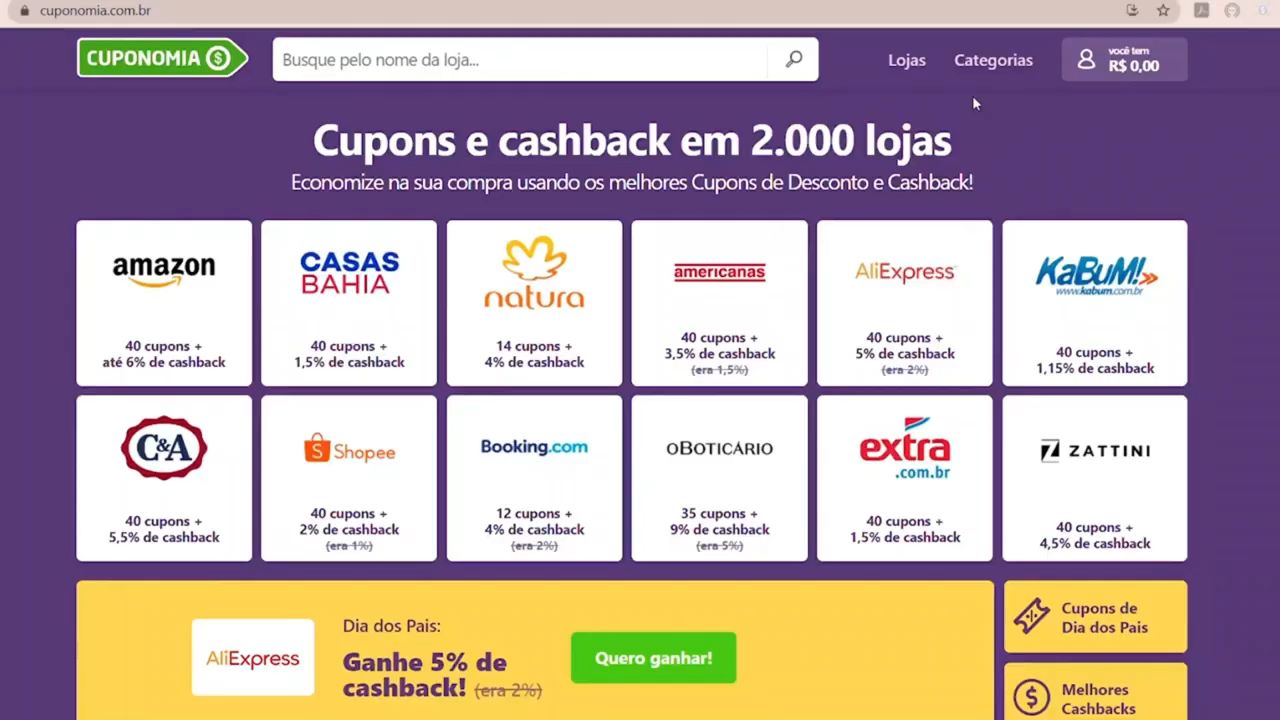 cuponomia.com.br
CUPONOMIA $
Busque pelo nome da loja...
Lojas
Categorias
você tem
R$ 0,00
Cupons e cashback em 2.000 lojas
Economize na sua compra usando os melhores Cupons de Desconto e Cashback!
amazon
40 cupons +
até 6% de cashback
CASAS
BAHIA
40 cupons +
1,5% de cashback
natura
14 cupons +
4% de cashback
americanas
40 cupons +
3,5% de cashback
(era 1,5%)
AliExpress
40 cupons +
5% de cashback
(era 2%)
KaBuM!
www.kabum.com.br
40 cupons +
1,15% de cashback
C&A
40 cupons +
5,5% de cashback
S Shopee
40 cupons +
2% de cashback
(era 1%)
Booking.com
12 cupons +
4% de cashback
(era 2%)
oBOTICÁRIO
35 cupons +
9% de cashback
(era 5%)
extra
.com.br
40 cupons +
1,5% de cashback
Z ZATTINI
40 cupons +
4,5% de cashback
AliExpress
Dia dos Pais:
Ganhe 5% de
cashback! (era 2%)
Quero ganhar!
Cupons de
Dia dos Pais
$
Melhores
Cashbacks